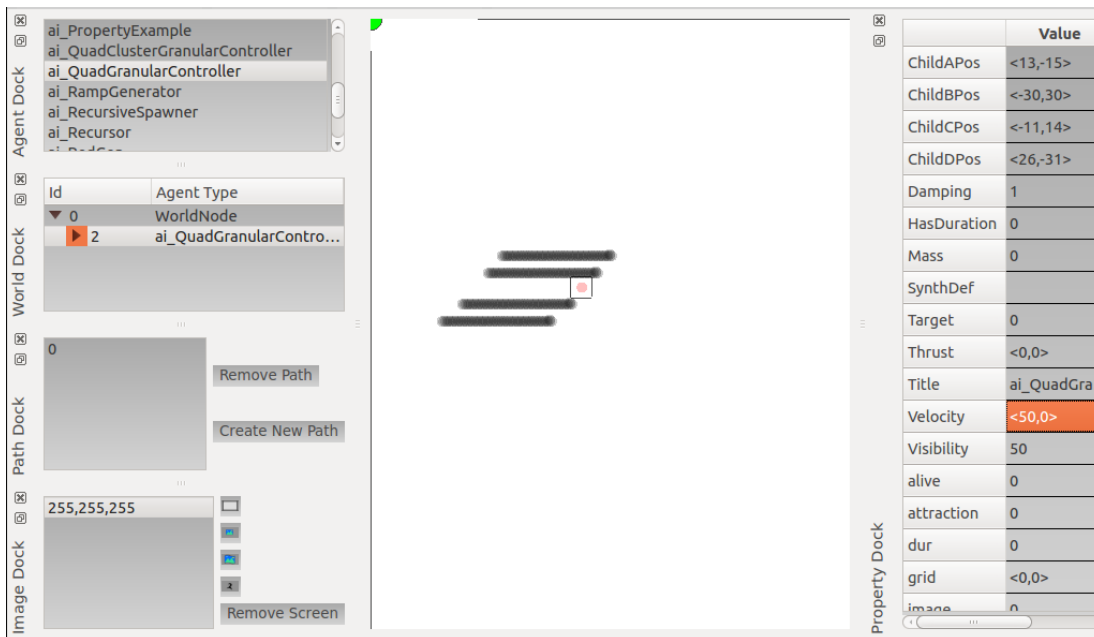 Agent Dock
ai_PropertyExample
ai_QuadClusterGranularController
ai_QuadGranularController
ai_RampGenerator
ai_RecursiveSpawner
ai_Recursor
World Dock
Id Agent Type
0 WorldNode
2 ai_QuadGranularContro...
Path Dock
0
Remove Path
Create New Path
Image Dock
255,255,255
Remove Screen
Property Dock
Value
ChildAPos <13,-15>
ChildBPos <-30,30>
ChildCPos <-11,14>
ChildDPos <26,-31>
Damping 1
HasDuration 0
Mass 0
SynthDef
Target 0
Thrust <0,0>
Title ai_QuadGra
Velocity <50,0>
Visibility 50
alive 0
attraction 0
dur 0
grid <0,0>
image 0